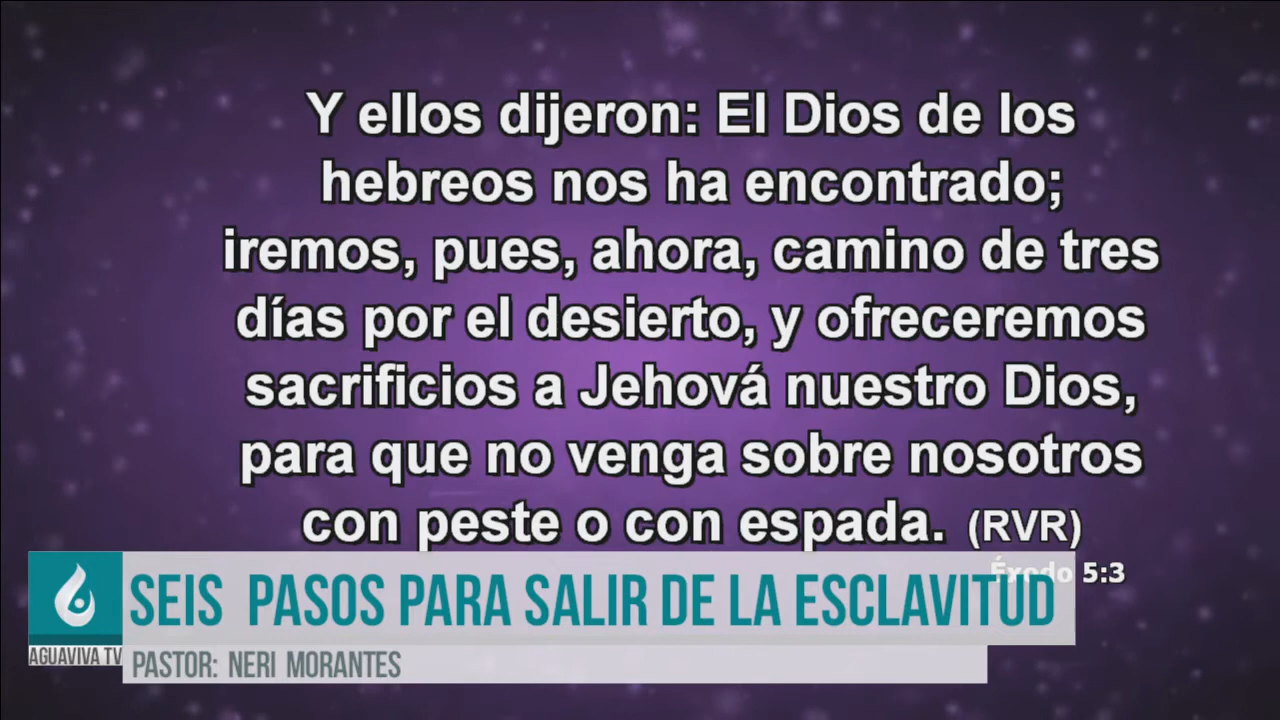 Y ellos dijeron: El Dios de los
hebreos nos ha encontrado;
iremos, pues, ahora, camino de tres
días por el desierto, y ofreceremos
sacrificios a Jehová nuestro Dios,
para que no venga sobre nosotros
con peste o con espada. (RVR)
Éxodo 5:3
SEIS PASOS PARA SALIR DE LA ESCLAVITUD
AGUAVIVA TV
PASTOR: NERI MORANTES